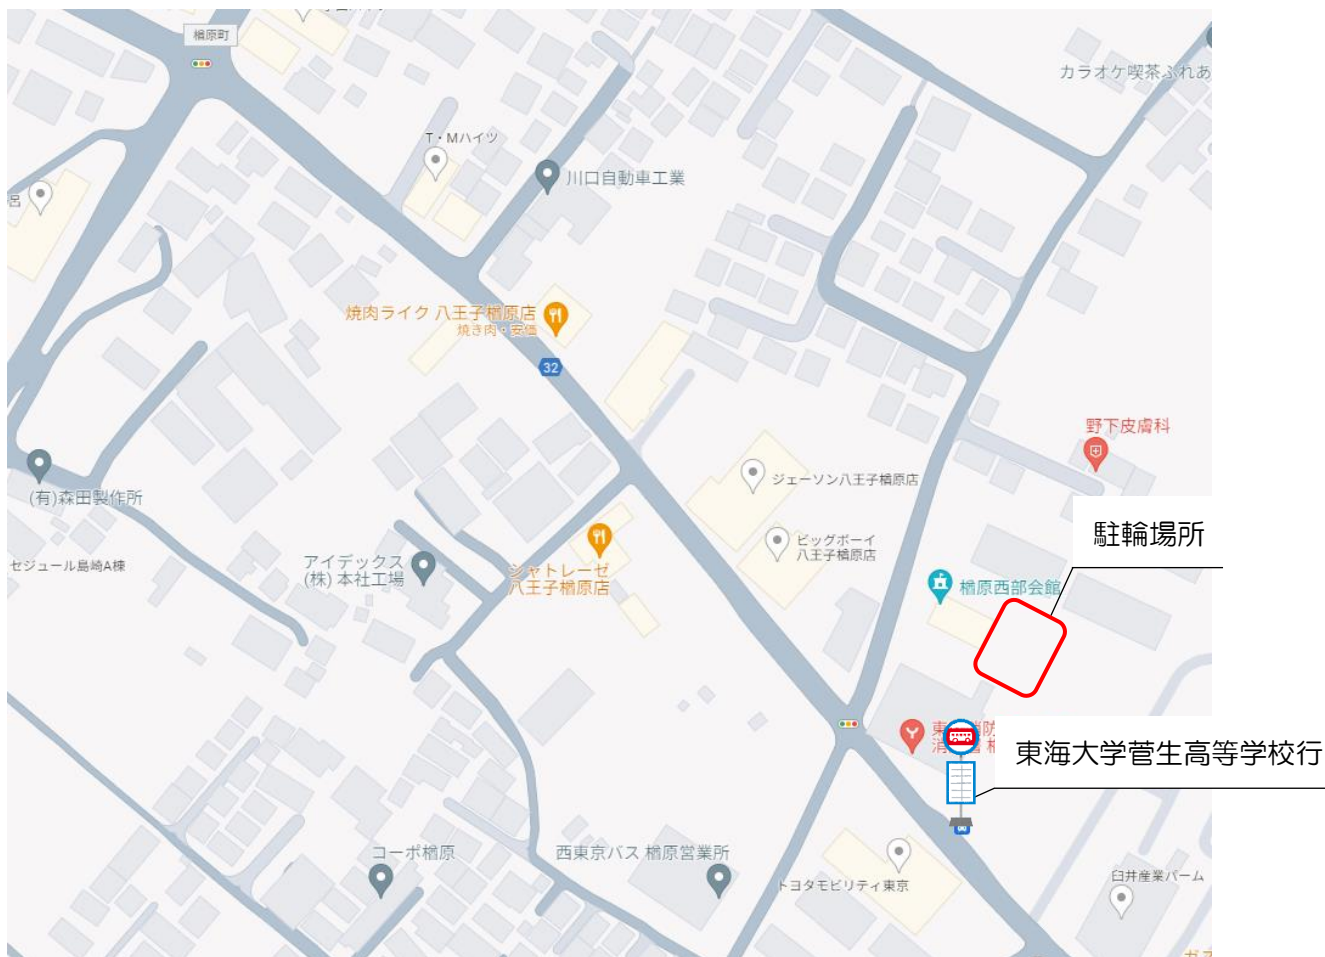 楢原町
カラオケ喫茶ふれあ
T・Mハイツ
川口自動車工業
呂
焼肉ライク 八王子楢原店
焼き肉・安価
32
野下皮膚科
ジェーソン八王子楢原店
(有)森田製作所
駐輪場所
ビッグボーイ
八王子楢原店
セジュール島崎A棟
アイデックス
(株) 本社工場
シャトレーゼ
八王子楢原店
楢原西部会館
東海大学菅生高等学校行
コーポ楢原
西東京バス 楢原営業所
トヨタモビリティ東京
臼井産業バーム